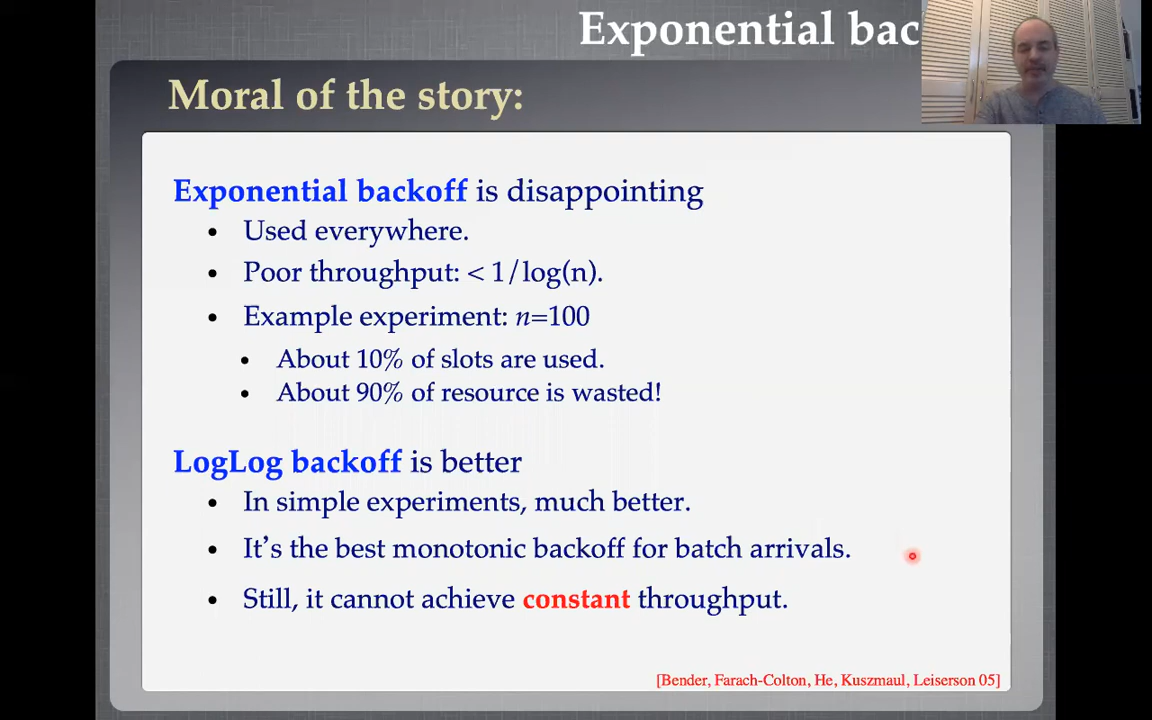 Exponential bac
Moral of the story:
Exponential backoff is disappointing
• Used everywhere.
• Poor throughput: < 1/log(n).
• Example experiment: n=100
• About 10% of slots are used.
• About 90% of resource is wasted!
LogLog backoff is better
• In simple experiments, much better.
• It’s the best monotonic backoff for batch arrivals.
• Still, it cannot achieve constant throughput.
[Bender, Farach-Colton, He, Kuszmaul, Leiserson 05]